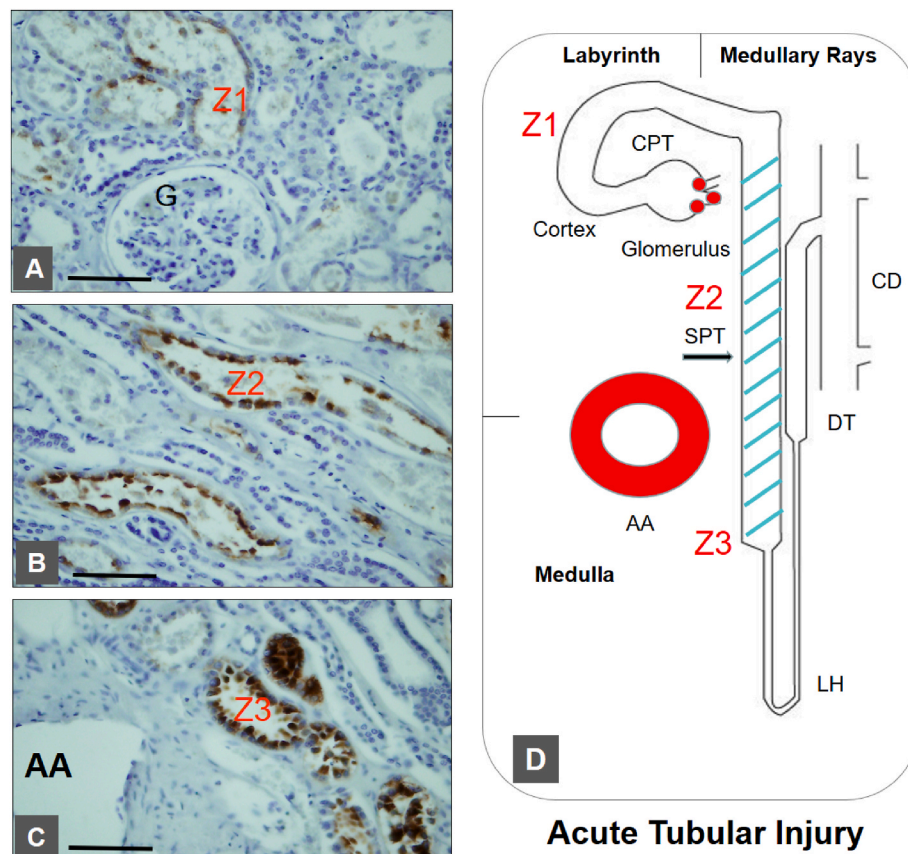 Z1
G
A
Z2
B
Z3
AA
C
Labyrinth
Medullary Rays
Z1
CPT
Cortex
Glomerulus
Z2
CD
SPT
DT
AA
Z3
Medulla
LH
D
Acute Tubular Injury